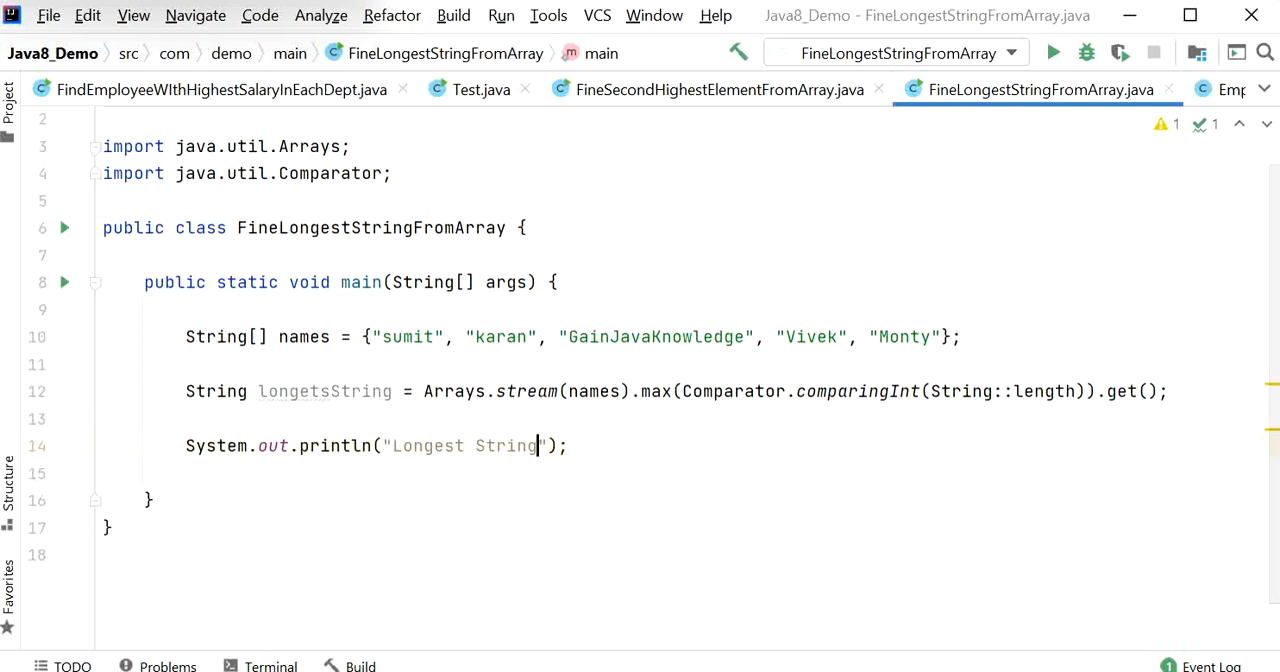 File Edit View Navigate Code Analyze Refactor Build Run Tools VCS Window Help Java8_Demo - FineLongestStringFromArray.java
Java8_Demo src com demo main FineLongestStringFromArray main FineLongestStringFromArray
FindEmployeeWIthHighestSalaryInEachDept.java Test.java FineSecondHighestElementFromArray.java FineLongestStringFromArray.java Emp
Project
1 1
2
3 import java.util.Arrays;
4 import java.util.Comparator;
5
6 public class FineLongestStringFromArray {
7
8 public static void main(String[] args) {
9
10 String[] names = {"sumit", "karan", "GainJavaKnowledge", "Vivek", "Monty"};
11
12 String longetsString = Arrays.stream(names).max(Comparator.comparingInt(String::length)).get();
13
14 System.out.println("Longest String");
15
16 }
17 }
18
Structure
Favorites
TODO Problems Terminal Build 1 Event Log